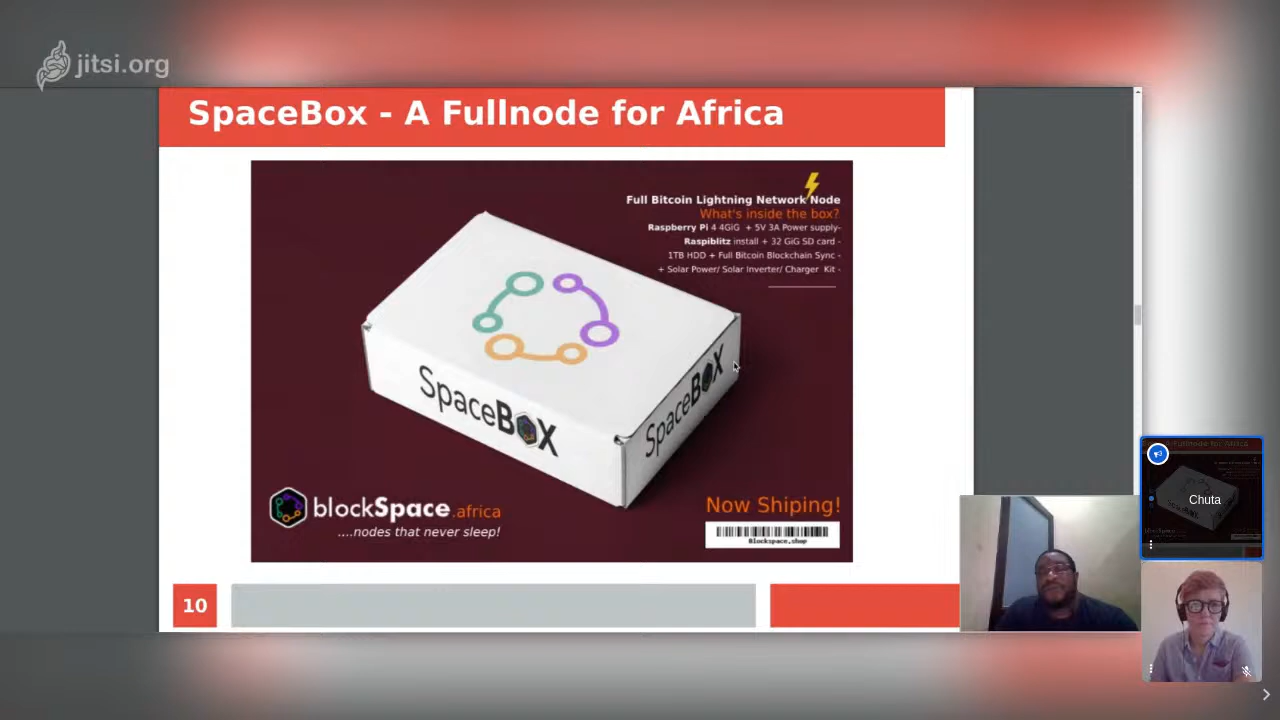 jitsi.org
SpaceBox - A Fullnode for Africa
Full Bitcoin Lightning Network Node
What's inside the box?
Raspberry Pi 4 4GiG + 5V 3A Power supply-
Raspiblitz install + 32 GiG SD card -
1TB HDD + Full Bitcoin Blockchain Sync -
+ Solar Power/ Solar Inverter/ Charger Kit -
SpaceBOX
SpaceBOX
blockSpace.africa
....nodes that never sleep!
Now Shiping!
Blockspace.shop
10
Chuta